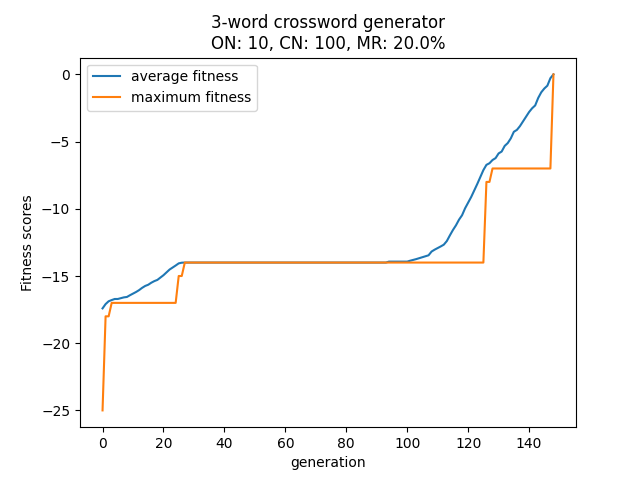 3-word crossword generator
ON: 10, CN: 100, MR: 20.0%
average fitness
maximum fitness
0
−5
−10
−15
−20
−25
Fitness scores
0 20 40 60 80 100 120 140
generation